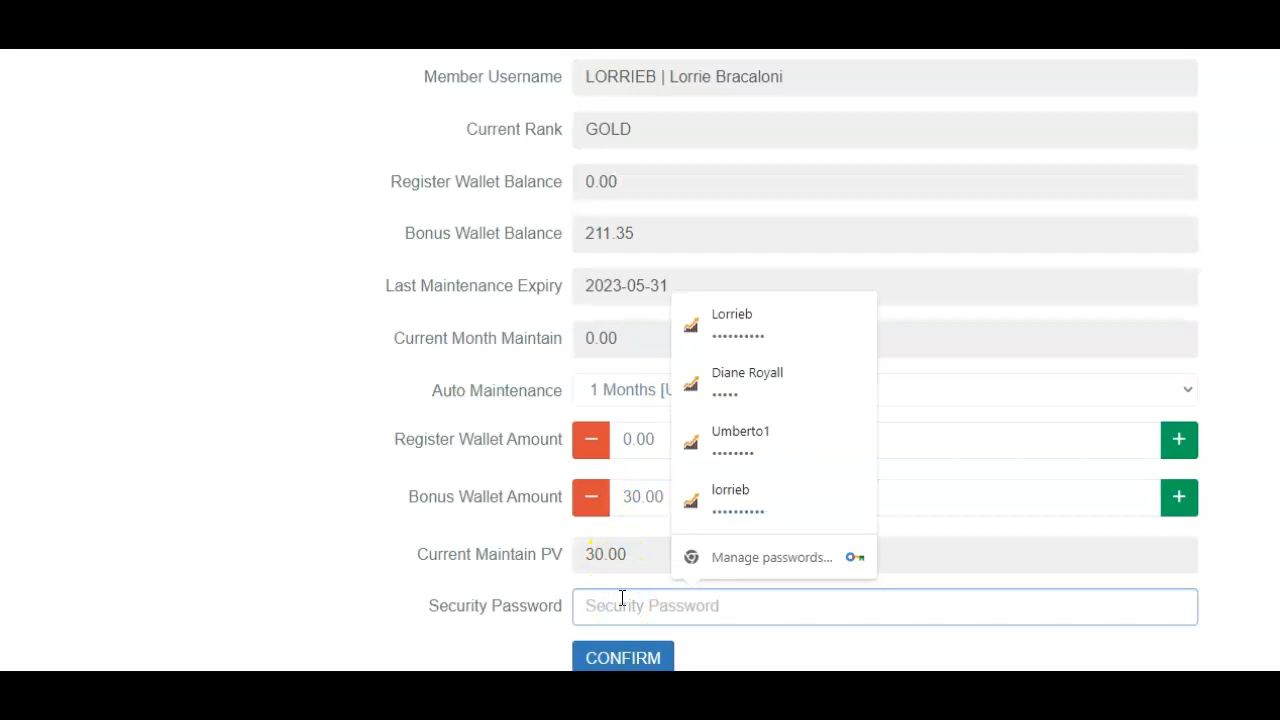 Member Username LORRIEB | Lorrie Bracaloni
Current Rank GOLD
Register Wallet Balance 0.00
Bonus Wallet Balance 211.35
Last Maintenance Expiry 2023-05-31
Current Month Maintain 0.00
Auto Maintenance 1 Months [U
Register Wallet Amount − 0.00 +
Bonus Wallet Amount − 30.00 +
Current Maintain PV 30.00
Security Password Security Password
CONFIRM
Lorrieb
••••••••••
Diane Royall
•••••
Umberto1
••••••••
lorrieb
••••••••••
Manage passwords...